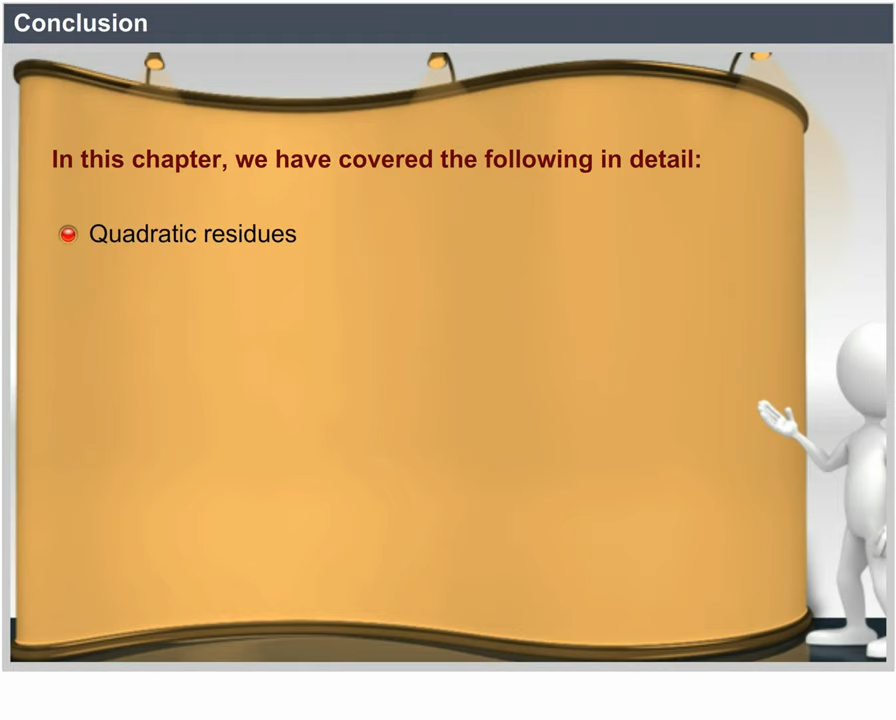 Conclusion
In this chapter, we have covered the following in detail:
Quadratic residues